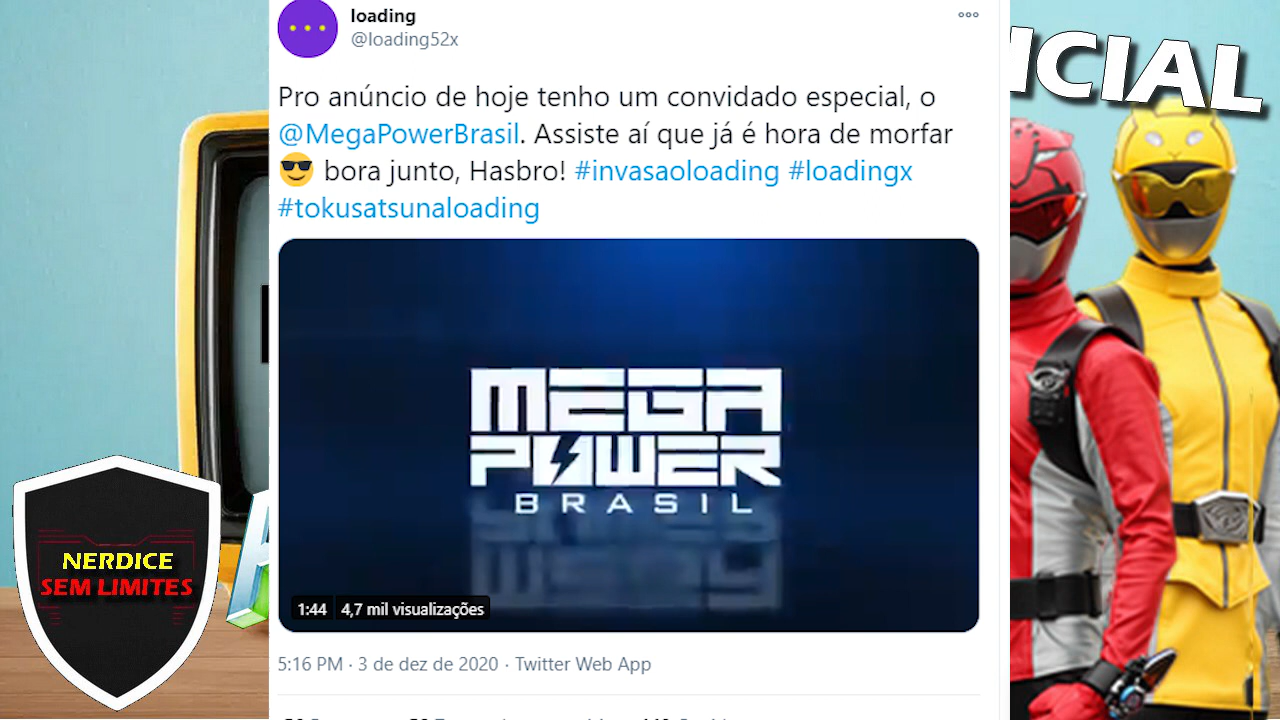 loading
@loading52x
Pro anúncio de hoje tenho um convidado especial, o
@MegaPowerBrasil. Assiste aí que já é hora de morfar
😎 bora junto, Hasbro! #invasaoloading #loadingx
#tokusatsunaloading
MEGA
POWER
BRASIL
1:44 4,7 mil visualizações
5:16 PM · 3 de dez de 2020 · Twitter Web App
NERDICE
SEM LIMITES
ICIAL